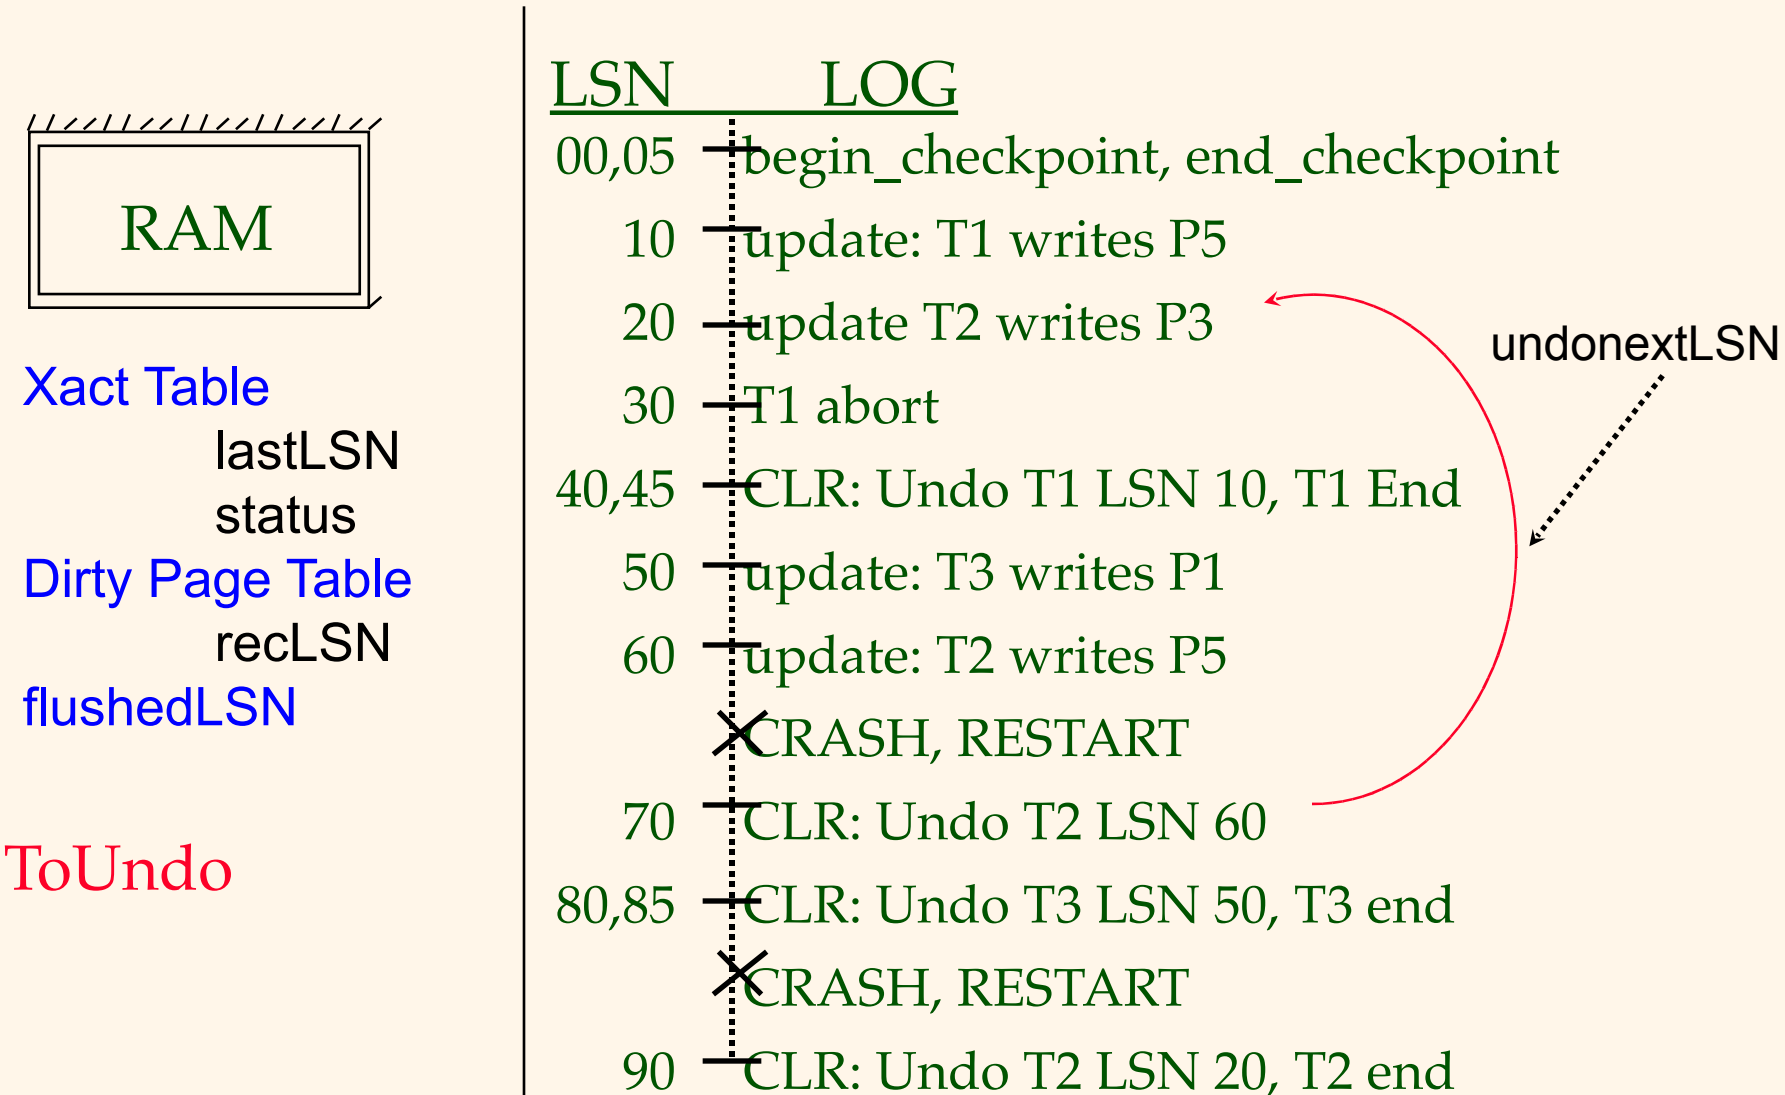 RAM
Xact Table
lastLSN
status
Dirty Page Table
recLSN
flushedLSN
ToUndo
LSN LOG
00,05 begin_checkpoint, end_checkpoint
10 update: T1 writes P5
20 update T2 writes P3
30 T1 abort
40,45 CLR: Undo T1 LSN 10, T1 End
50 update: T3 writes P1
60 update: T2 writes P5
CRASH, RESTART
70 CLR: Undo T2 LSN 60
80,85 CLR: Undo T3 LSN 50, T3 end
CRASH, RESTART
90 CLR: Undo T2 LSN 20, T2 end
undonextLSN